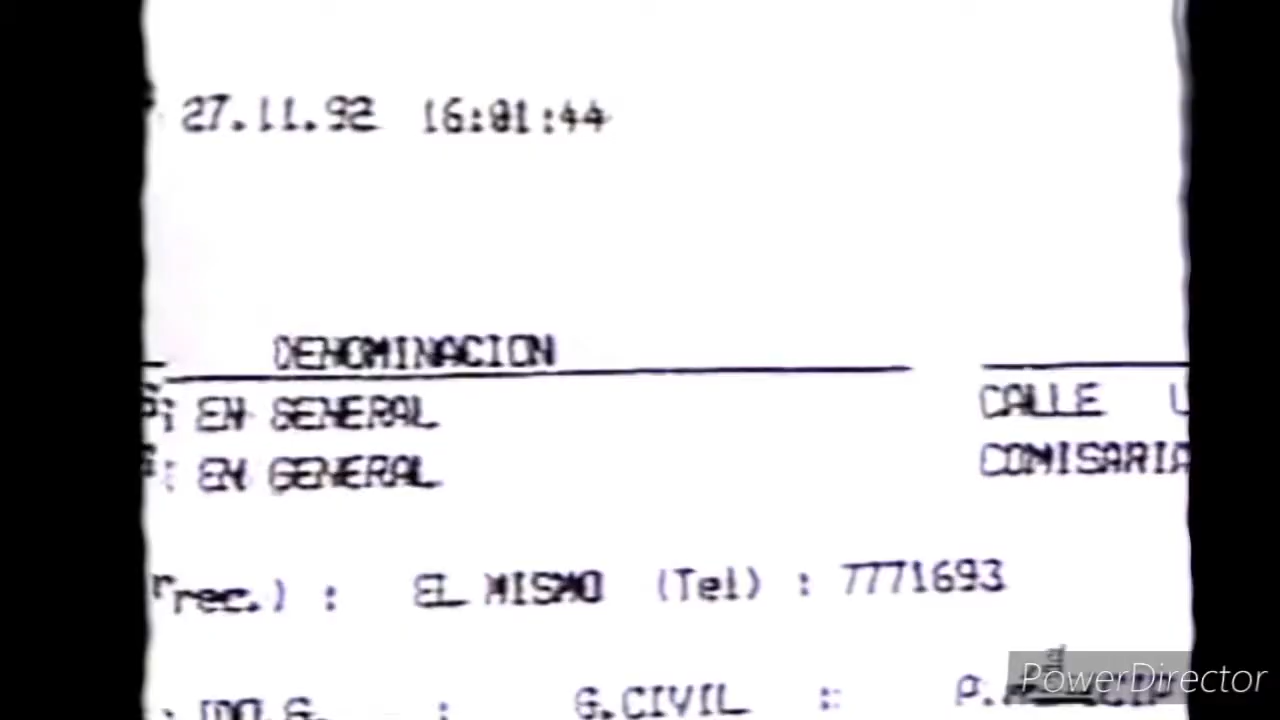 27.11.92 16:01:44
DENOMINACION
EN GENERAL CALLE
EN GENERAL COMISARIA
rrec.) : EL MISMO (Tel) : 7771693
: G.CIVIL :
PowerDirector